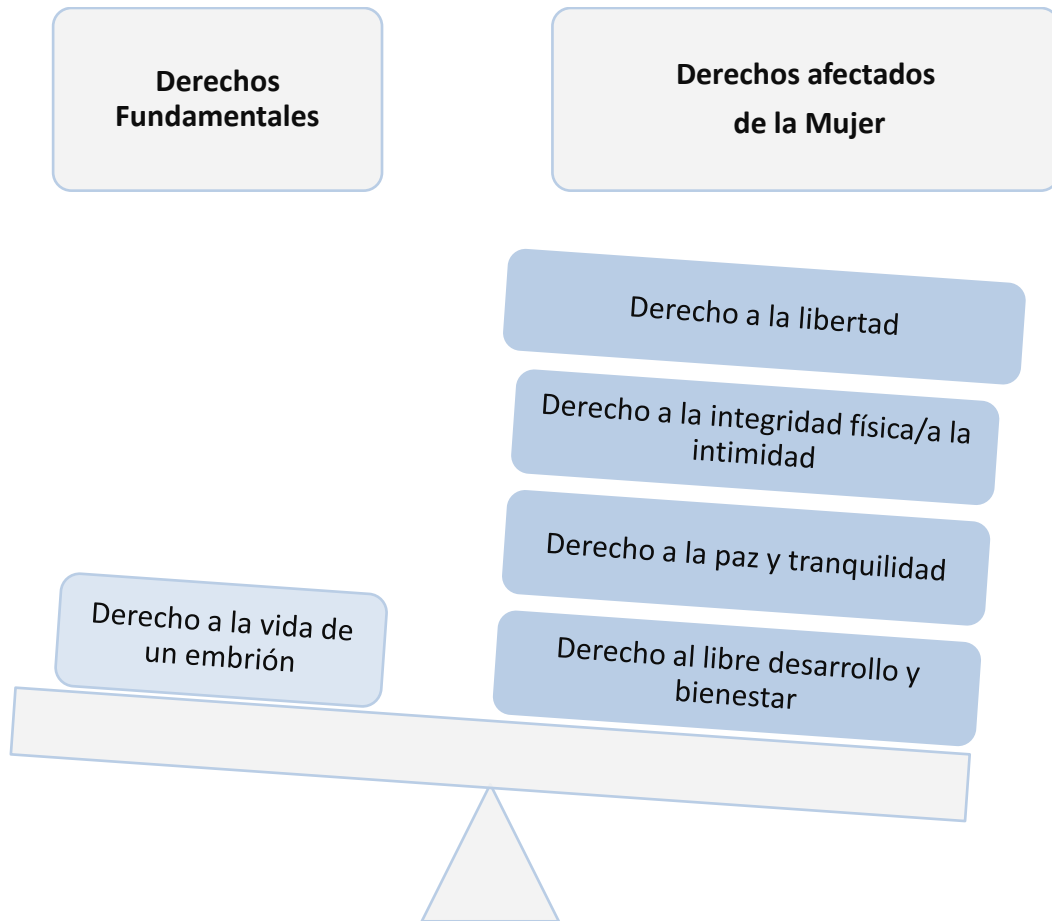 Derechos
Fundamentales
Derechos afectados
de la Mujer
Derecho a la libertad
Derecho a la integridad física/a la
intimidad
Derecho a la paz y tranquilidad
Derecho a la vida de
un embrión
Derecho al libre desarrollo y
bienestar